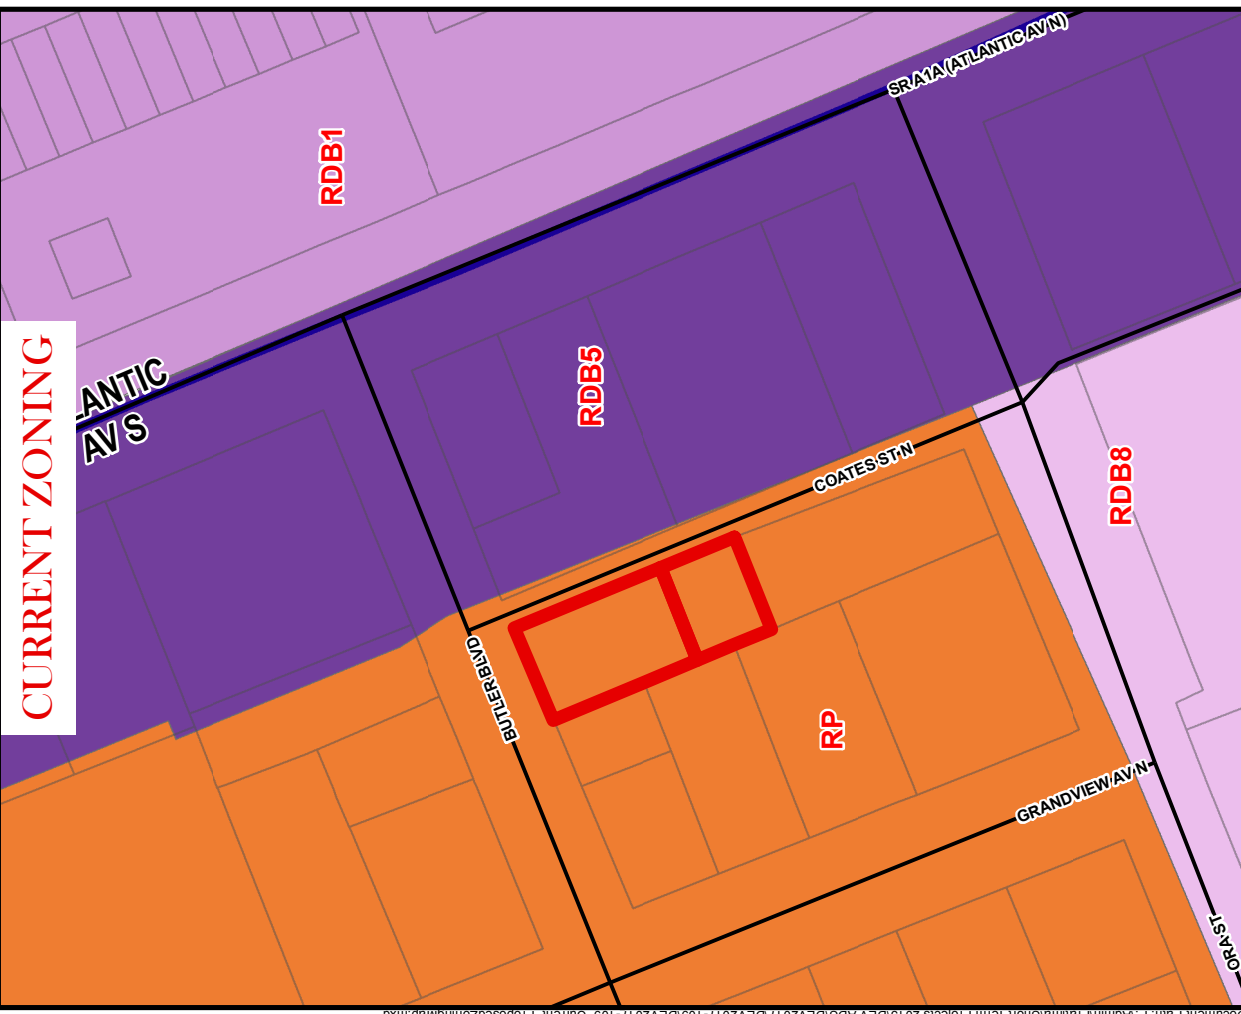 SR A1A (ATLANTIC AV N)
RDB1
CURRENT ZONING
LANTIC
AV S
RDB5
COATES ST N
RDB8
BUTLER BLVD
RP
GRANDVIEW AV N
ORA ST